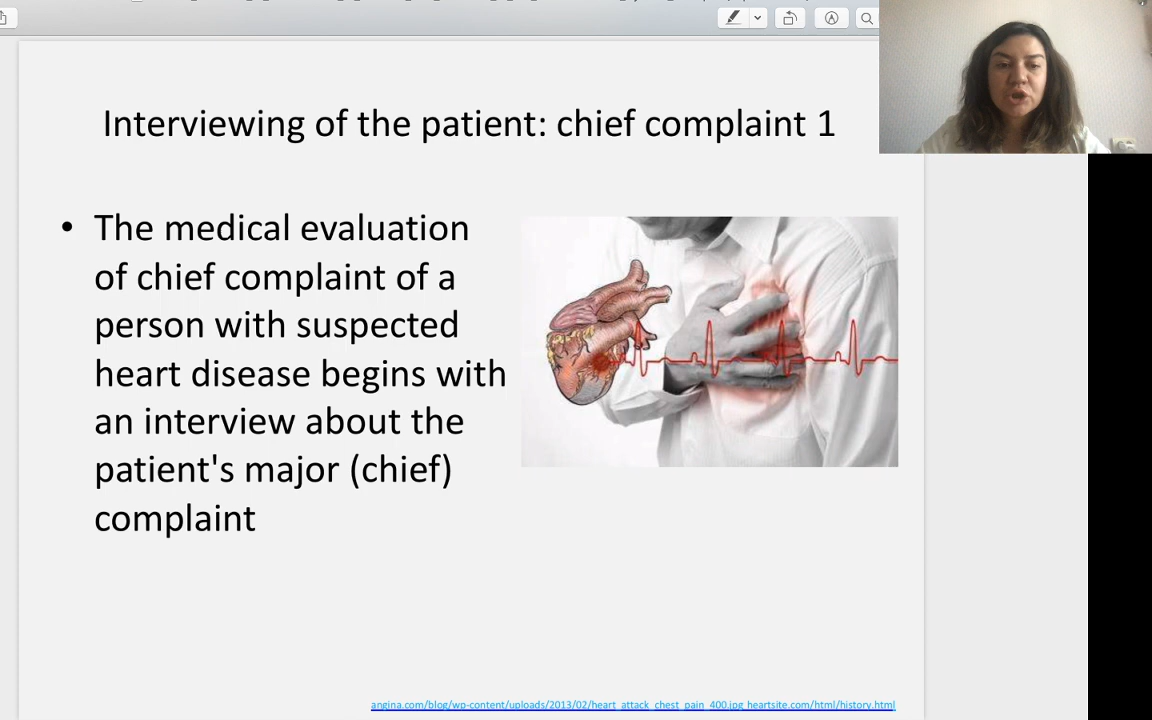 Interviewing of the patient: chief complaint 1
• The medical evaluation
of chief complaint of a
person with suspected
heart disease begins with
an interview about the
patient's major (chief)
complaint
angina.com/blog/wp-content/uploads/2013/02/heart_attack_chest_pain_400.jpg heartsite.com/html/history.html